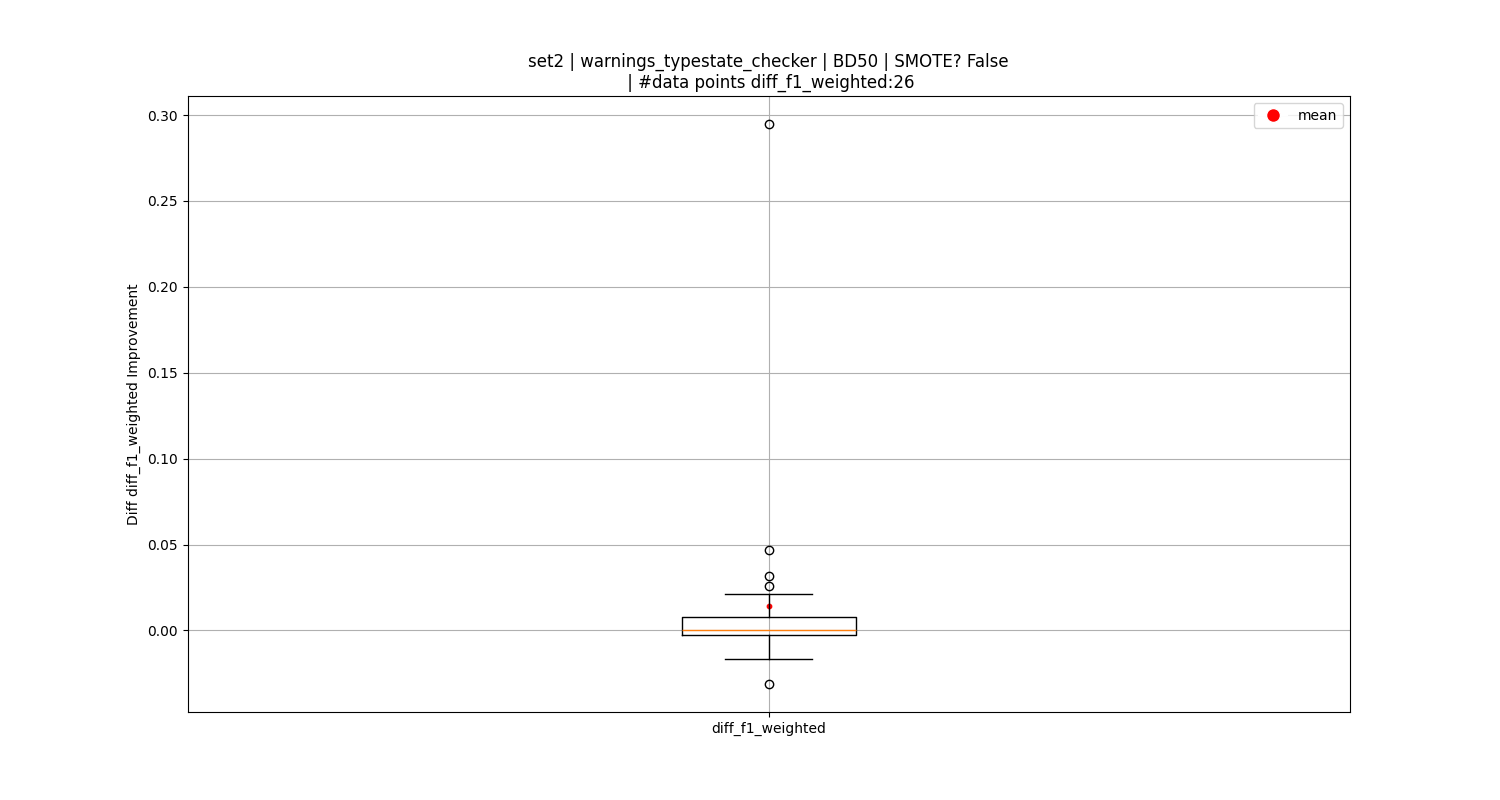 set2 | warnings_typestate_checker | BD50 | SMOTE? False
| #data points diff_f1_weighted:26
mean
0.30
0.25
0.20
0.15
0.10
0.05
0.00
Diff diff_f1_weighted Improvement
diff_f1_weighted